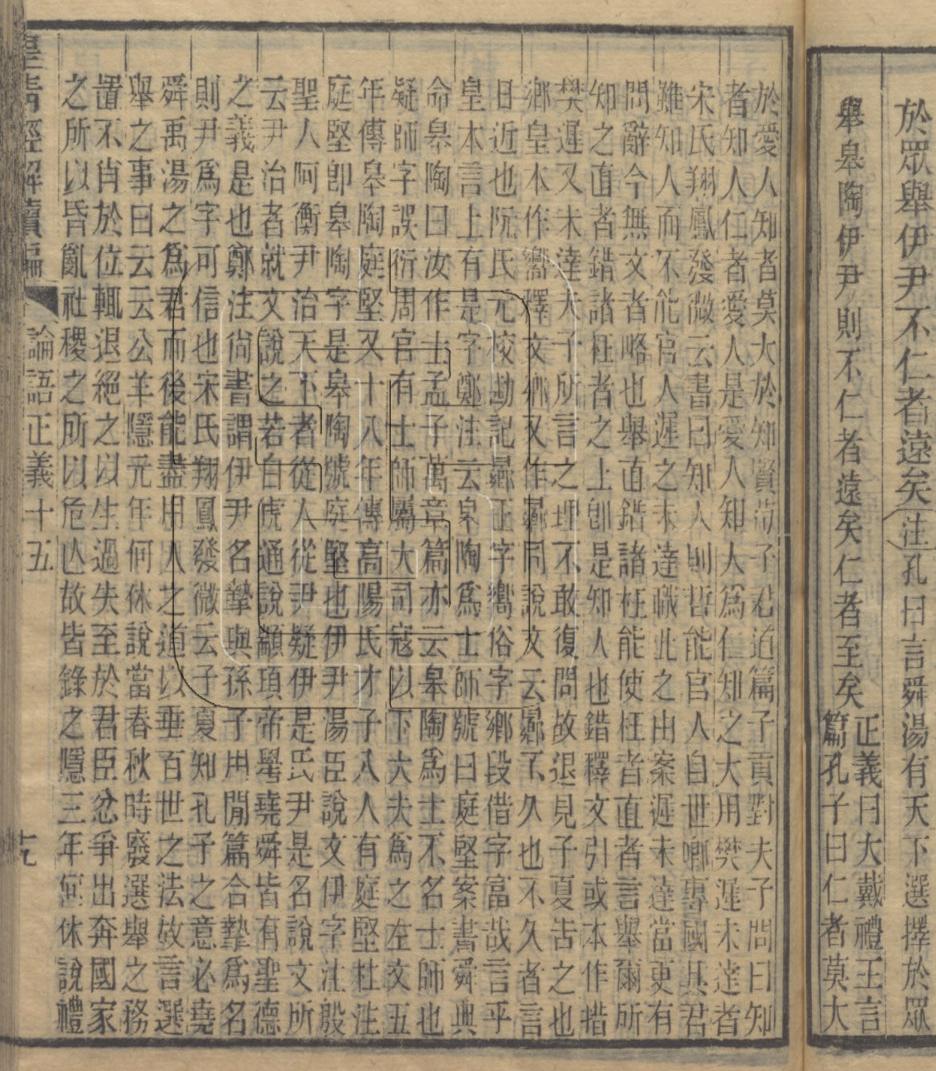 於眾舉伊尹不仁者遠矣注孔曰言舜湯有天下選擇於眾
舉皋陶伊尹則不仁者遠矣仁者至矣
正義曰大戴禮王言
篇孔子曰仁者莫大
於愛人知者莫大於知賢荀子君道篇子貢對夫子問曰知
者知人仁者愛人是愛人知人爲仁知之大用樊遲未達者
宋氏翔鳳發微云書曰知人則哲能官人自世卿專國其君
雖知人而不能官人遲之未達職此之由案遲未達當更有
問辭今無文者略也舉直錯諸枉能使枉者直者言舉爾所
知之直者錯諸枉者之上卽是知人也錯釋文引或本作措
樊遲又未達夫子所言之理不敢復問故退見子夏告之也
鄉皇本作嚮釋文鄉又作曏同說文云曏不久也不久者言
日近也阮氏元校勘記曏正字嚮俗字鄉段借字富哉言乎
皇本言上有是字鄭注云皋陶爲士師號曰庭堅案書舜典
命皋陶曰汝作士孟子萬章篇亦云皋陶爲士不名士師也
疑師字誤衍周官有士師屬大司寇以下大夫爲之左文五
年傳皋陶庭堅又十八年傳高陽氏才子八人有庭堅杜注
庭堅卽皋陶字是皋陶號庭堅也伊尹湯臣說文伊字注殷
聖人阿衡尹治天下者從人從尹疑伊是氏尹是名說文所
云尹治者就文說之若白虎通說顓頊帝嚳堯舜皆有聖德
之義是也鄭注尙書謂伊尹名摯與孫子用閒篇合摯爲名
則尹爲字可信也宋氏翔鳳發微云子夏知孔子之意必堯
舜禹湯之爲君而後能盡用人之道以垂百世之法故言選
舉之事曰云云公羊隱元年何休說當春秋時廢選舉之務
置不肖於位輒退絕之以生過失至於君臣忿爭出奔國家
之所以昏亂社稷之所以危亾故皆錄之隱三年何休說禮
皇淸經解續編 論語正義十五